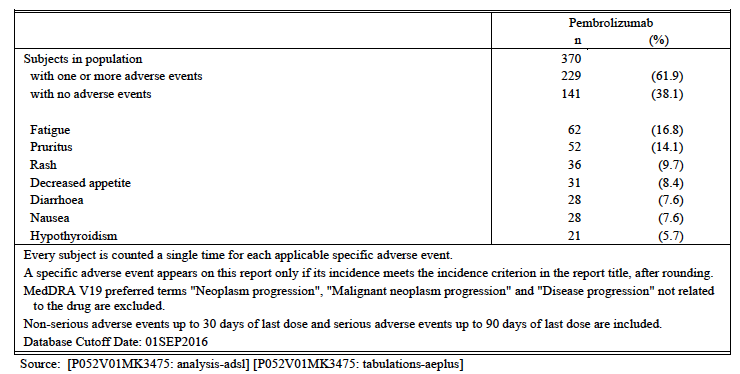 Pembrolizumab
n (%)
Subjects in population 370
with one or more adverse events 229 (61.9)
with no adverse events 141 (38.1)
Fatigue 62 (16.8)
Pruritus 52 (14.1)
Rash 36 (9.7)
Decreased appetite 31 (8.4)
Diarrhoea 28 (7.6)
Nausea 28 (7.6)
Hypothyroidism 21 (5.7)
Every subject is counted a single time for each applicable specific adverse event.
A specific adverse event appears on this report only if its incidence meets the incidence criterion in the report title, after rounding.
MedDRA V19 preferred terms "Neoplasm progression", "Malignant neoplasm progression" and "Disease progression" not related
to the drug are excluded.
Non-serious adverse events up to 30 days of last dose and serious adverse events up to 90 days of last dose are included.
Database Cutoff Date: 01SEP2016
Source: [P052V01MK3475: analysis-adsl] [P052V01MK3475: tabulations-aeplus]